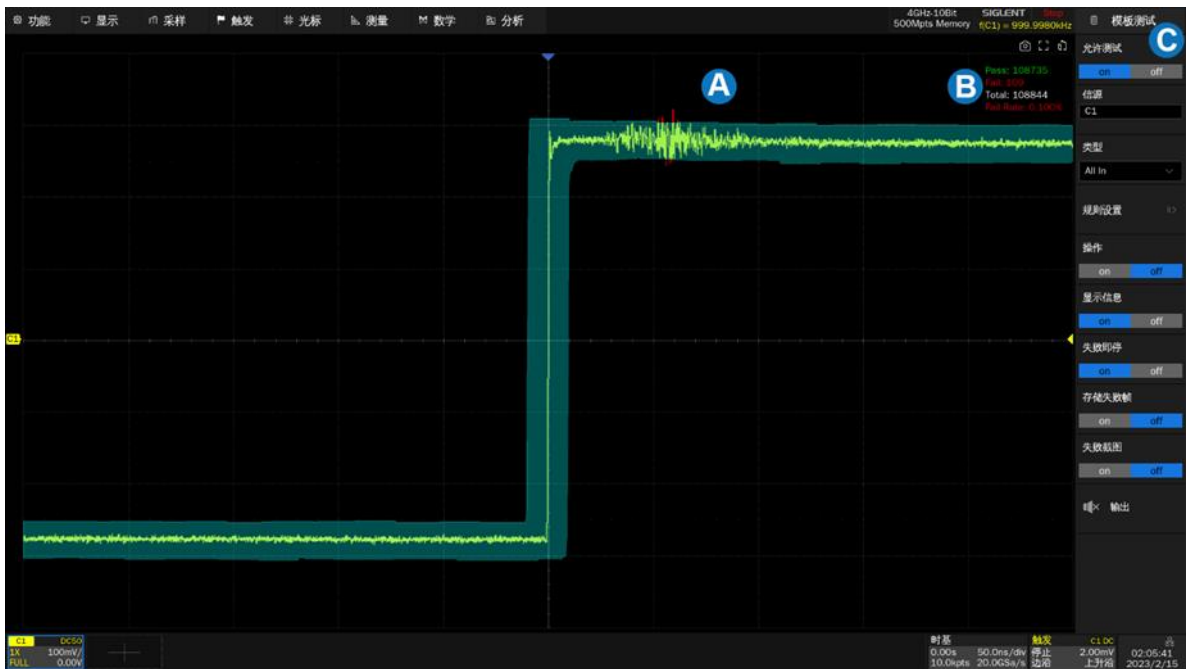 功能 显示 采样 触发 光标 测量 M 数学 分析
4GHz-10Bit SIGLENT Stop
500Mpts Memory f(C1) = 999.9980kHz
模板测试
C
允许测试
on off
信源
C1
类型
All In
规则设置
操作
on off
显示信息
on off
失败即停
on off
存储失败帧
on off
失败截图
on off
输出
A
B
Pass: 108735
Fail: 109
Total: 108844
Fail Rate: 0.1001%
C1
C1 DC50
1X 100mV/
FULL 0.00V
时基
0.00s 50.0ns/div
10.0kpts 20.0GSa/s
触发 C1 DC
停止 2.00mV
边沿 上升沿
02:05:41
2023/2/15